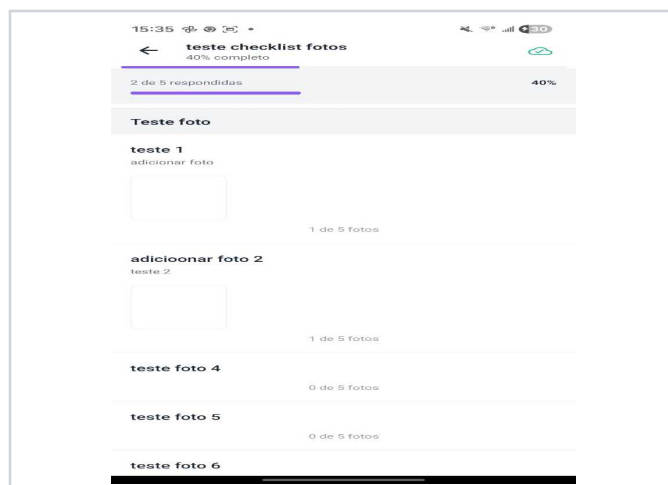 15:35
30
teste checklist fotos
40% completo
2 de 5 respondidas 40%
Teste foto
teste 1
adicionar foto
1 de 5 fotos
adicioonar foto 2
teste 2
1 de 5 fotos
teste foto 4
0 de 5 fotos
teste foto 5
0 de 5 fotos
teste foto 6